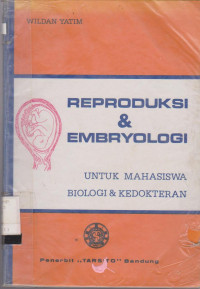 WILDAN YATIM
REPRODUKSI
&
EMBRYOLOGI
UNTUK MAHASISWA
BIOLOGI & KEDOKTERAN
Penerbit „TARSITO" Bandung